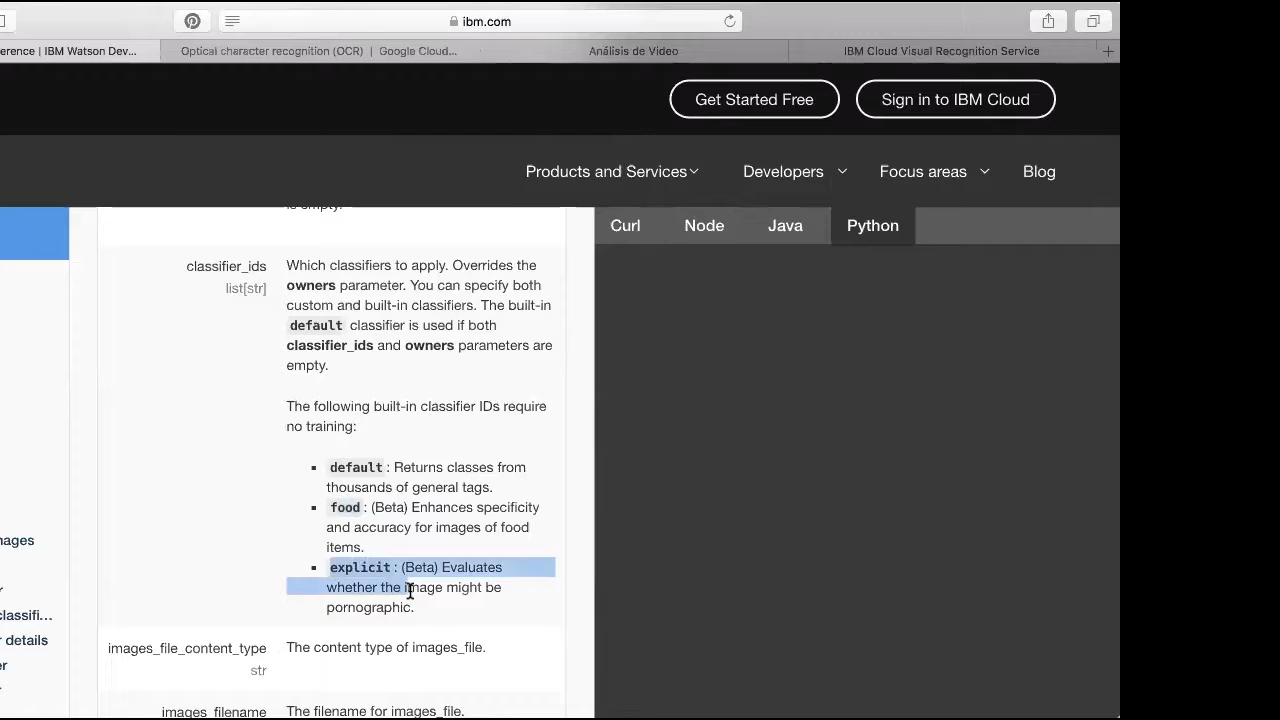 ibm.com
erence | IBM Watson Dev...
Optical character recognition (OCR) | Google Cloud...
Análisis de Video
IBM Cloud Visual Recognition Service
Get Started Free
Sign in to IBM Cloud
Products and Services
Developers
Focus areas
Blog
is empty.
Curl
Node
Java
Python
classifier_ids
list[str]
Which classifiers to apply. Overrides the
owners parameter. You can specify both
custom and built-in classifiers. The built-in
default classifier is used if both
classifier_ids and owners parameters are
empty.
The following built-in classifier IDs require
no training:
default : Returns classes from
thousands of general tags.
food : (Beta) Enhances specificity
and accuracy for images of food
items.
explicit : (Beta) Evaluates
whether the image might be
pornographic.
nages
r
classifi...
r details
er
images_file_content_type
str
The content type of images_file.
images_filename
The filename for images_file.